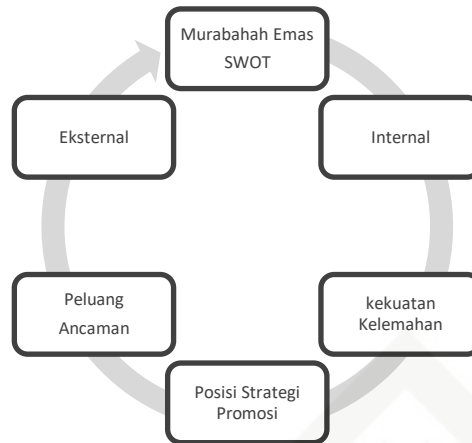 Murabahah Emas
SWOT
Eksternal
Internal
Peluang
Ancaman
kekuatan
Kelemahan
Posisi Strategi
Promosi